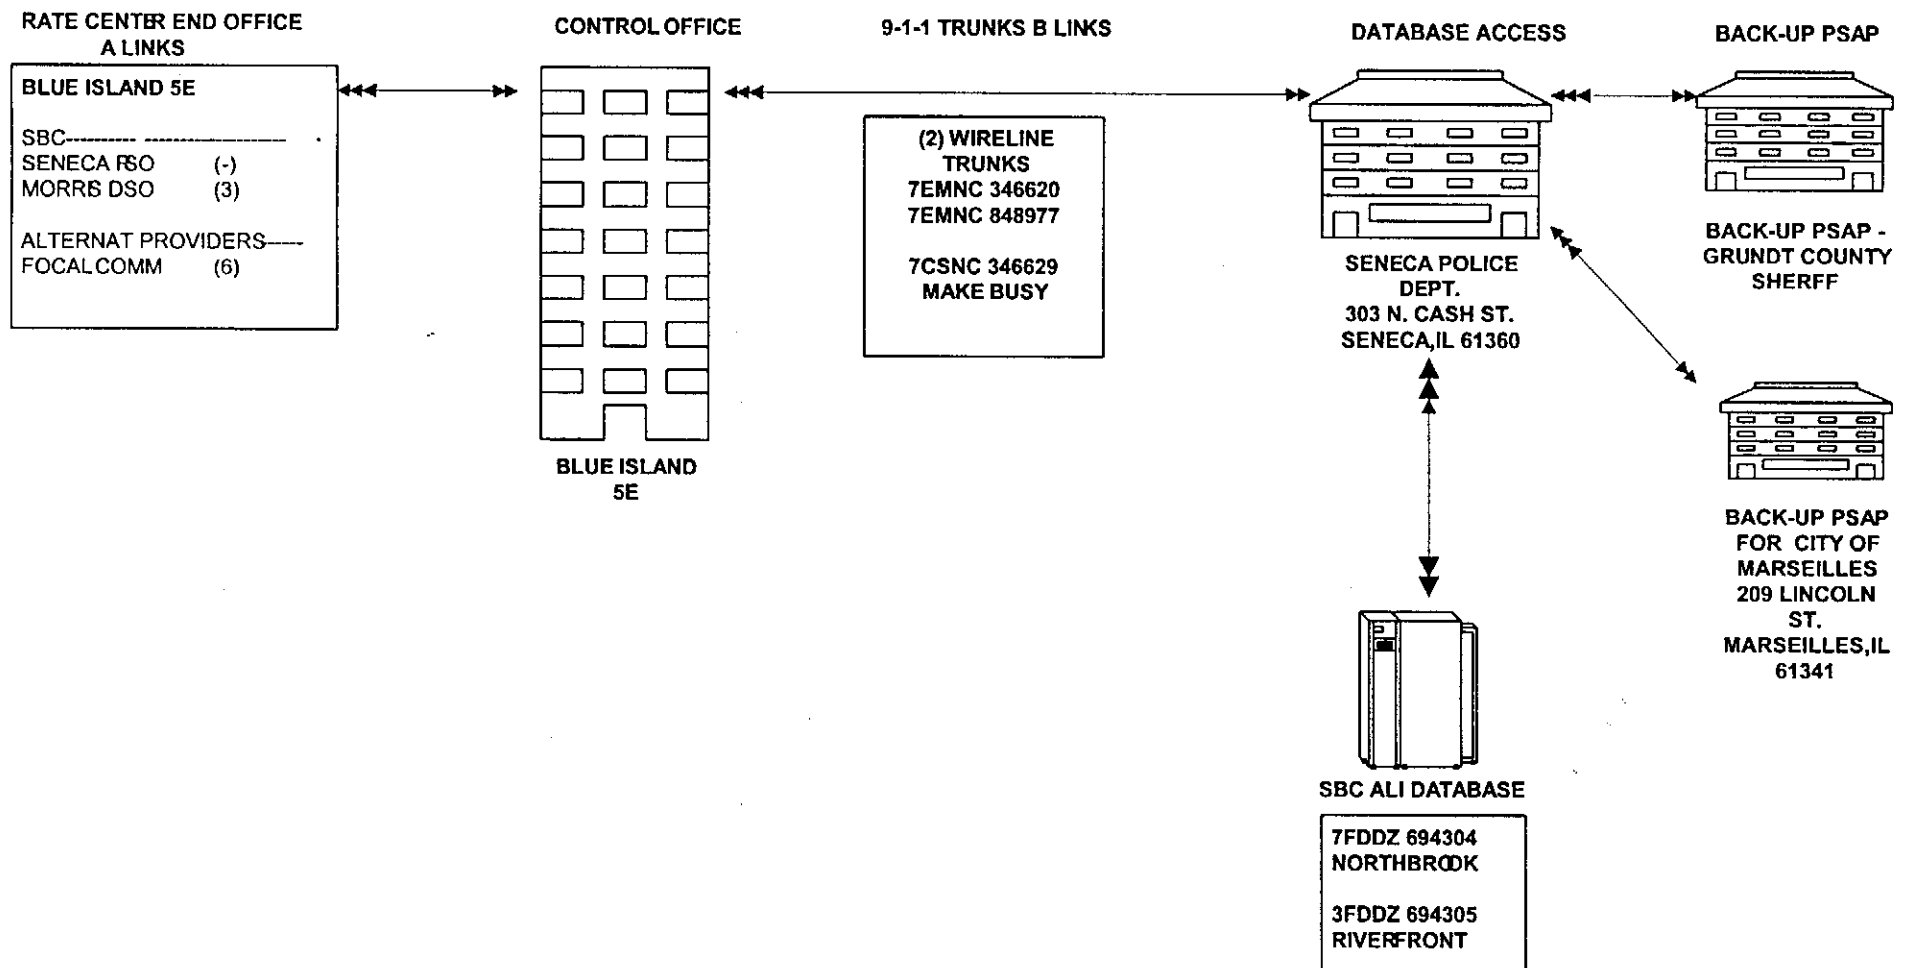 RATE CENTER END OFFICE
A LINKS
BLUE ISLAND 5E
SBC--------- ---------------------
SENECA RSO (-)
MORRIS DSO (3)
ALTERNAT PROVIDERS----
FOCAL COMM (6)
CONTROL OFFICE
BLUE ISLAND
5E
9-1-1 TRUNKS B LINKS
(2) WIRELINE
TRUNKS
7EMNC 346620
7EMNC 848977
7CSNC 346629
MAKE BUSY
DATABASE ACCESS
SENECA POLICE
DEPT.
303 N. CASH ST.
SENECA,IL 61360
SBC ALI DATABASE
7FDDZ 694304
NORTHBROOK
3FDDZ 694305
RIVERFRONT
BACK-UP PSAP
BACK-UP PSAP -
GRUNDT COUNTY
SHERFF
BACK-UP PSAP
FOR CITY OF
MARSEILLES
209 LINCOLN
ST.
MARSEILLES,IL
61341